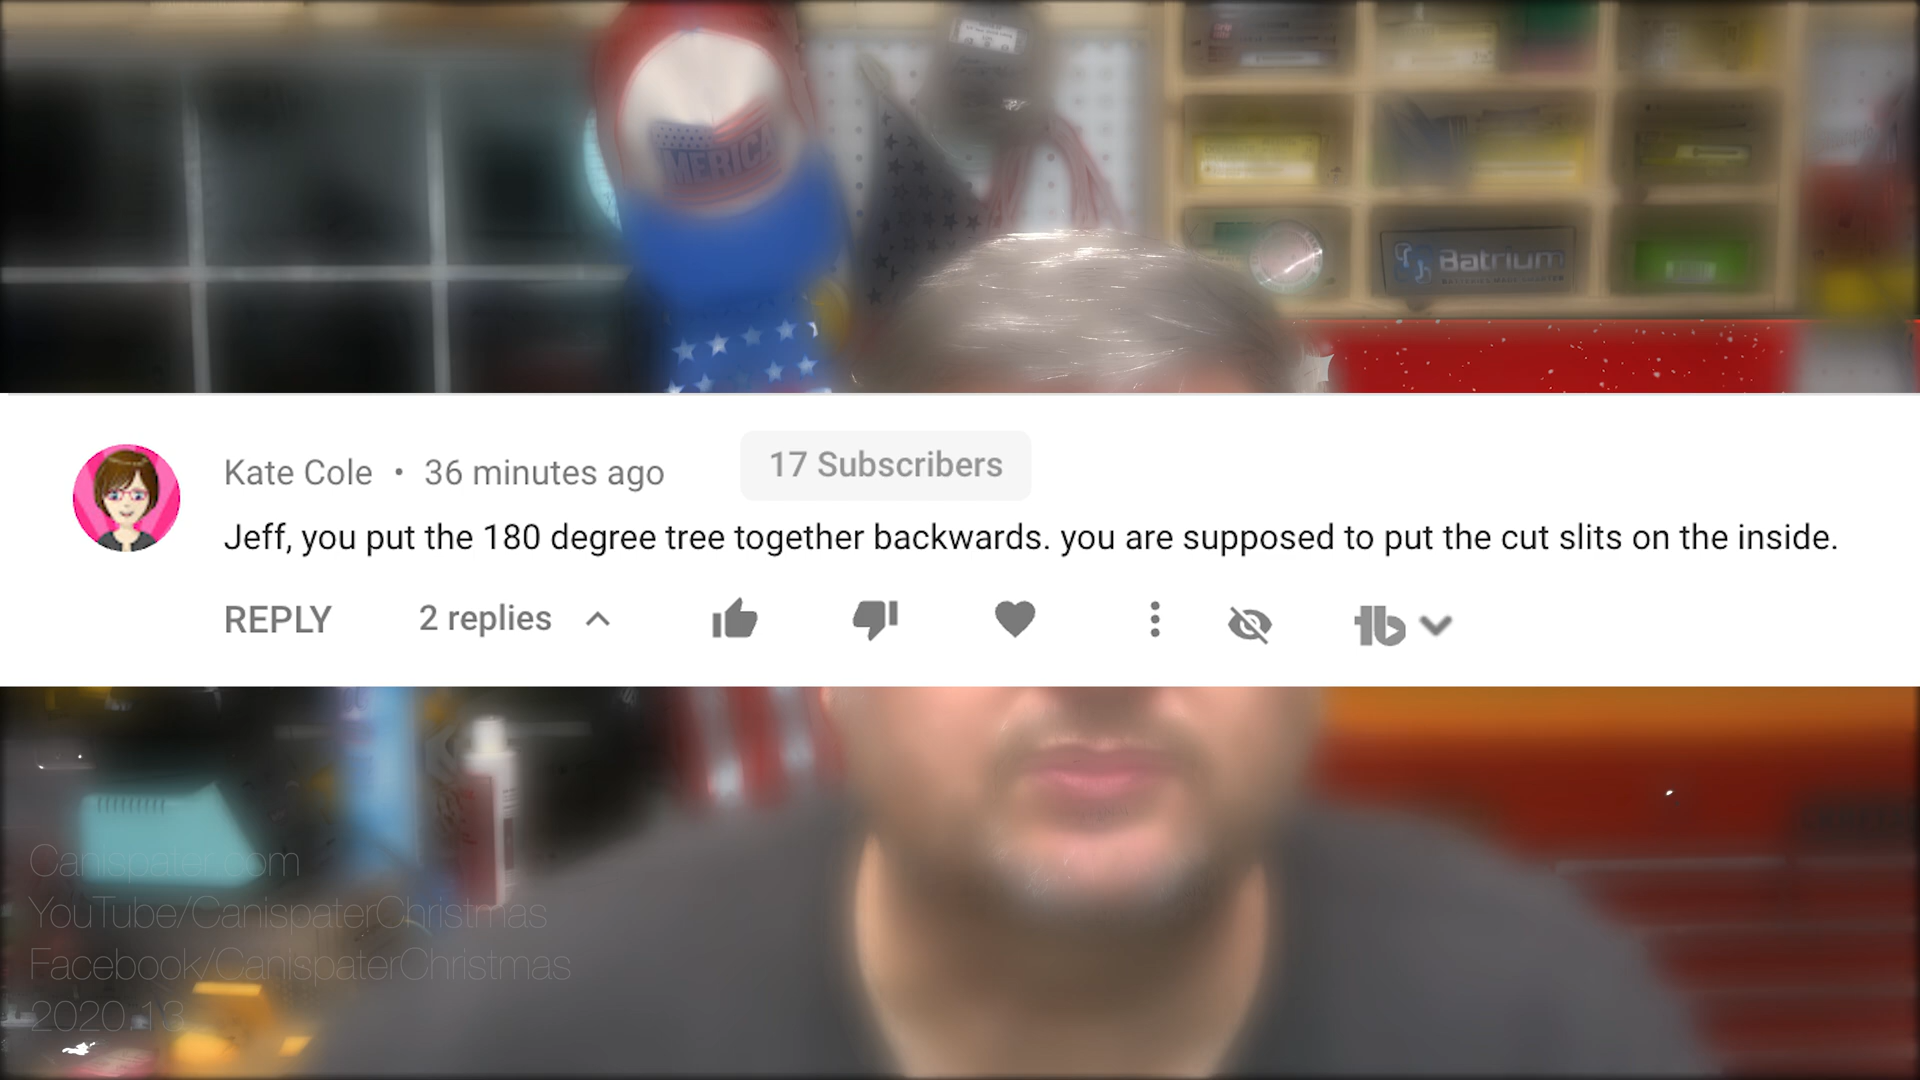 MERICA
Batrium
Kate Cole • 36 minutes ago
17 Subscribers
Jeff, you put the 180 degree tree together backwards. you are supposed to put the cut slits on the inside.
REPLY
2 replies
Canispater.com
YouTube/CanispaterChristmas
Facebook/CanIspaterChristmas
2020.13